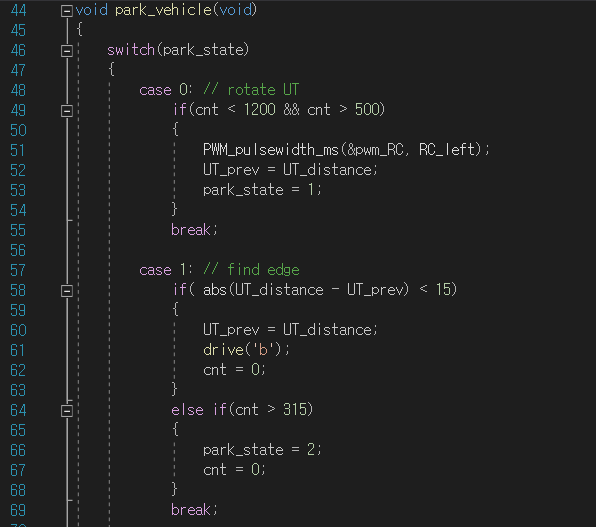 44 void park_vehicle(void)
45 {
46 switch(park_state)
47 {
48 case 0: // rotate UT
49 if(cnt < 1200 && cnt > 500)
50 {
51 PWM_pulsewidth_ms(&pwm_RC, RC_left);
52 UT_prev = UT_distance;
53 park_state = 1;
54 }
55 break;
56
57 case 1: // find edge
58 if( abs(UT_distance - UT_prev) < 15)
59 {
60 UT_prev = UT_distance;
61 drive('b');
62 cnt = 0;
63 }
64 else if(cnt > 315)
65 {
66 park_state = 2;
67 cnt = 0;
68 }
69 break;